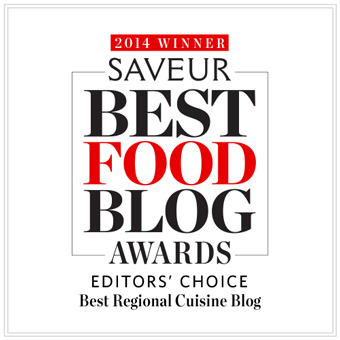 2014 WINNER
SAVEUR
BEST
FOOD
BLOG
AWARDS
EDITORS' CHOICE
Best Regional Cuisine Blog